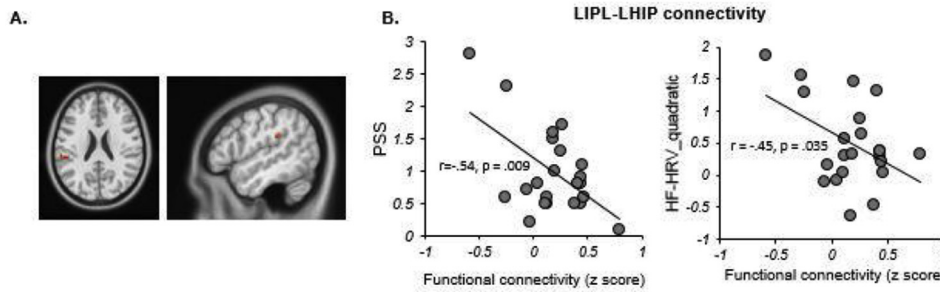 A.
B.
LIPL-LHIP connectivity
PSS
3
2.5
2
1.5
1
0.5
0
-1
-0.5
0
0.5
1
r=-.54, p = .009
Functional connectivity (z score)
HF-HRV_quadratic
2
1.5
1
0.5
0
-0.5
-1
-1
-0.5
0
0.5
r = -.45, p = .035
Functional connectivity (z score